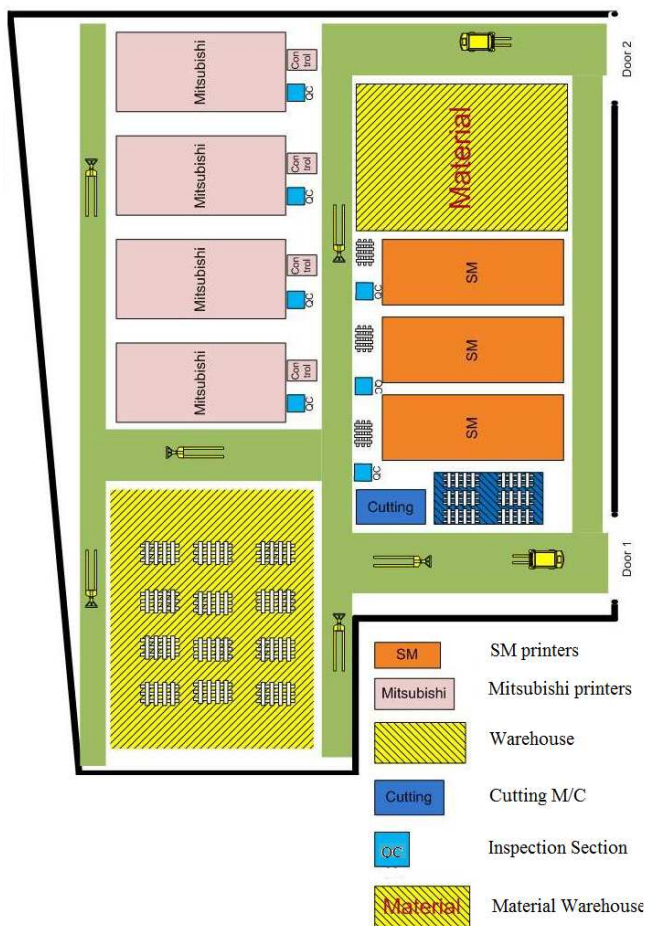 Con
trol
Mitsubishi
QC
Door 2
Con
trol
Mitsubishi
QC
Material
Con
trol
Mitsubishi
QC
SM
QC
Con
trol
Mitsubishi
QC
SM
QC
SM
QC
Cutting
Door 1
SM
SM printers
Mitsubishi
Mitsubishi printers
Warehouse
Cutting
Cutting M/C
QC
Inspection Section
Material
Material Warehouse